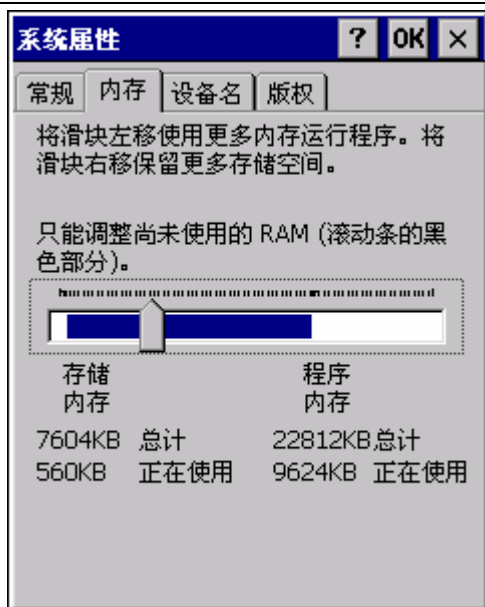 系统属性 ? OK ×
常规 内存 设备名 版权
将滑块左移使用更多内存运行程序。将
滑块右移保留更多存储空间。
只能调整尚未使用的 RAM (滚动条的黑
色部分)。
存储 程序
内存 内存
7604KB 总计 22812KB总计
560KB 正在使用 9624KB 正在使用